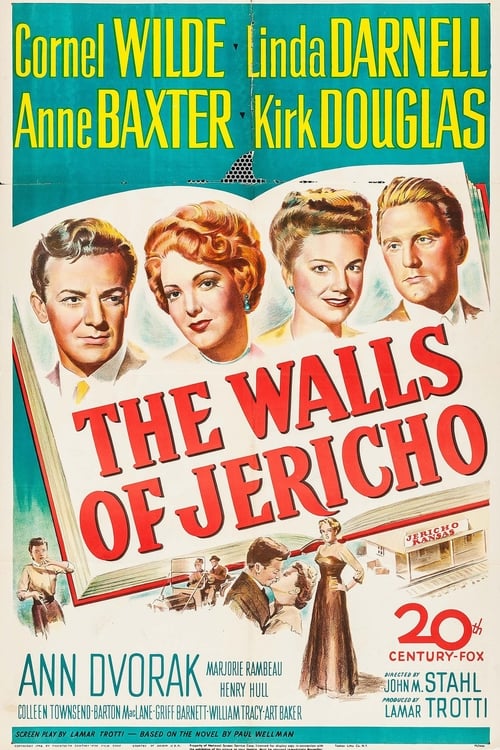 Cornel WILDE · Linda DARNELL
Anne BAXTER · Kirk DOUGLAS
THE WALLS
OF JERICHO
JERICHO
KANSAS
20th
CENTURY-FOX
ANN DVORAK
MARJORIE RAMBEAU
HENRY HULL
DIRECTED BY
JOHN M. STAHL
PRODUCED BY
LAMAR TROTTI
COLLEEN TOWNSEND · BARTON MacLANE · GRIFF BARNETT · WILLIAM TRACY · ART BAKER
SCREEN PLAY BY LAMAR TROTTI — BASED ON THE NOVEL BY PAUL WELLMAN